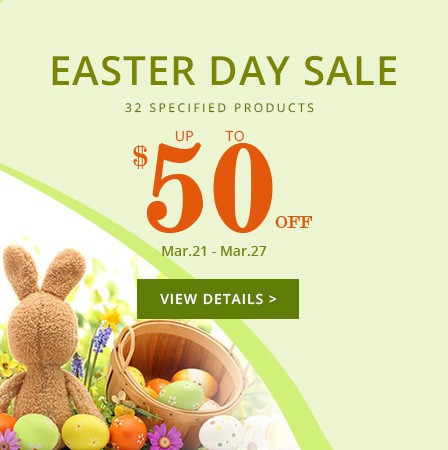 EASTER DAY SALE
32 SPECIFIED PRODUCTS
UP TO
$50 OFF
Mar.21 - Mar.27
VIEW DETAILS >